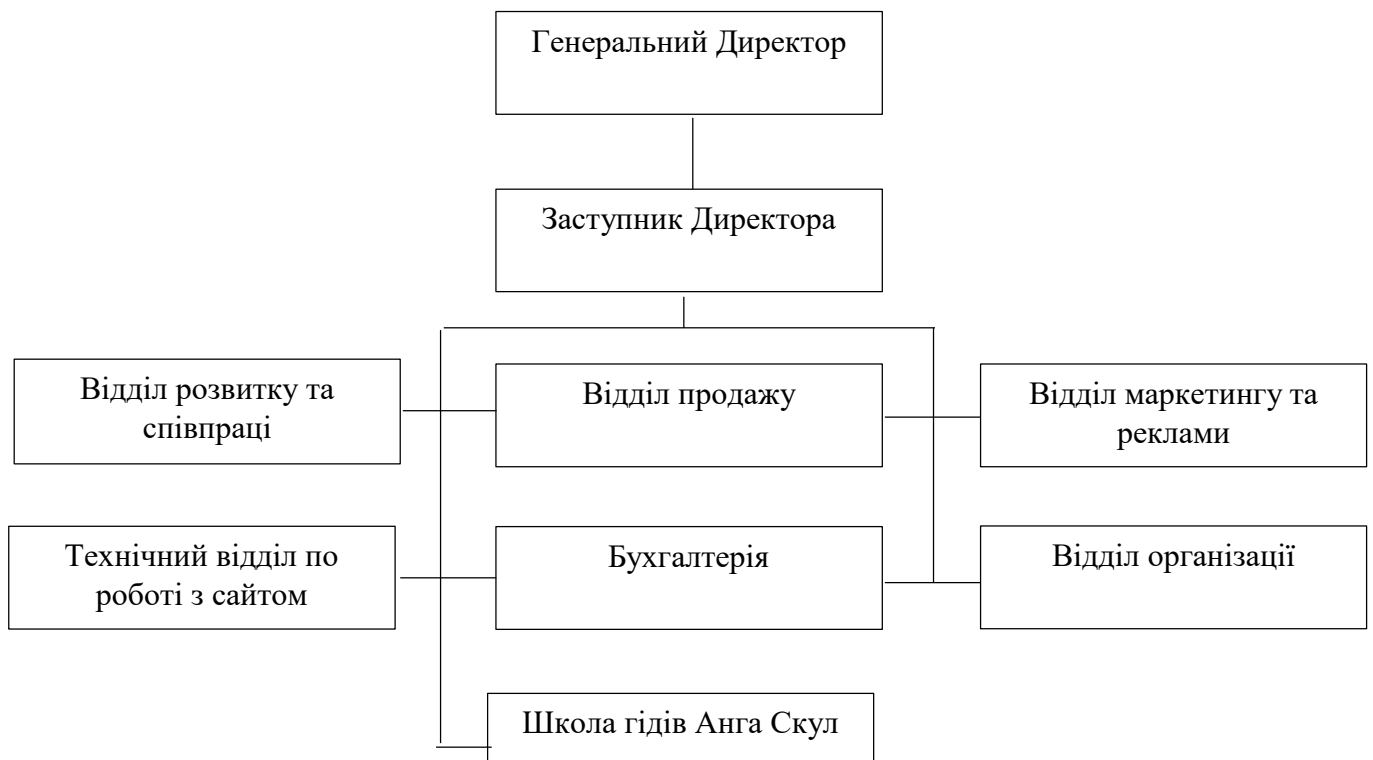 Генеральний Директор
Заступник Директора
Відділ розвитку та
співпраці
Відділ продажу
Відділ маркетингу та
реклами
Технічний відділ по
роботі з сайтом
Бухгалтерія
Відділ організації
Школа гідів Анга Скул